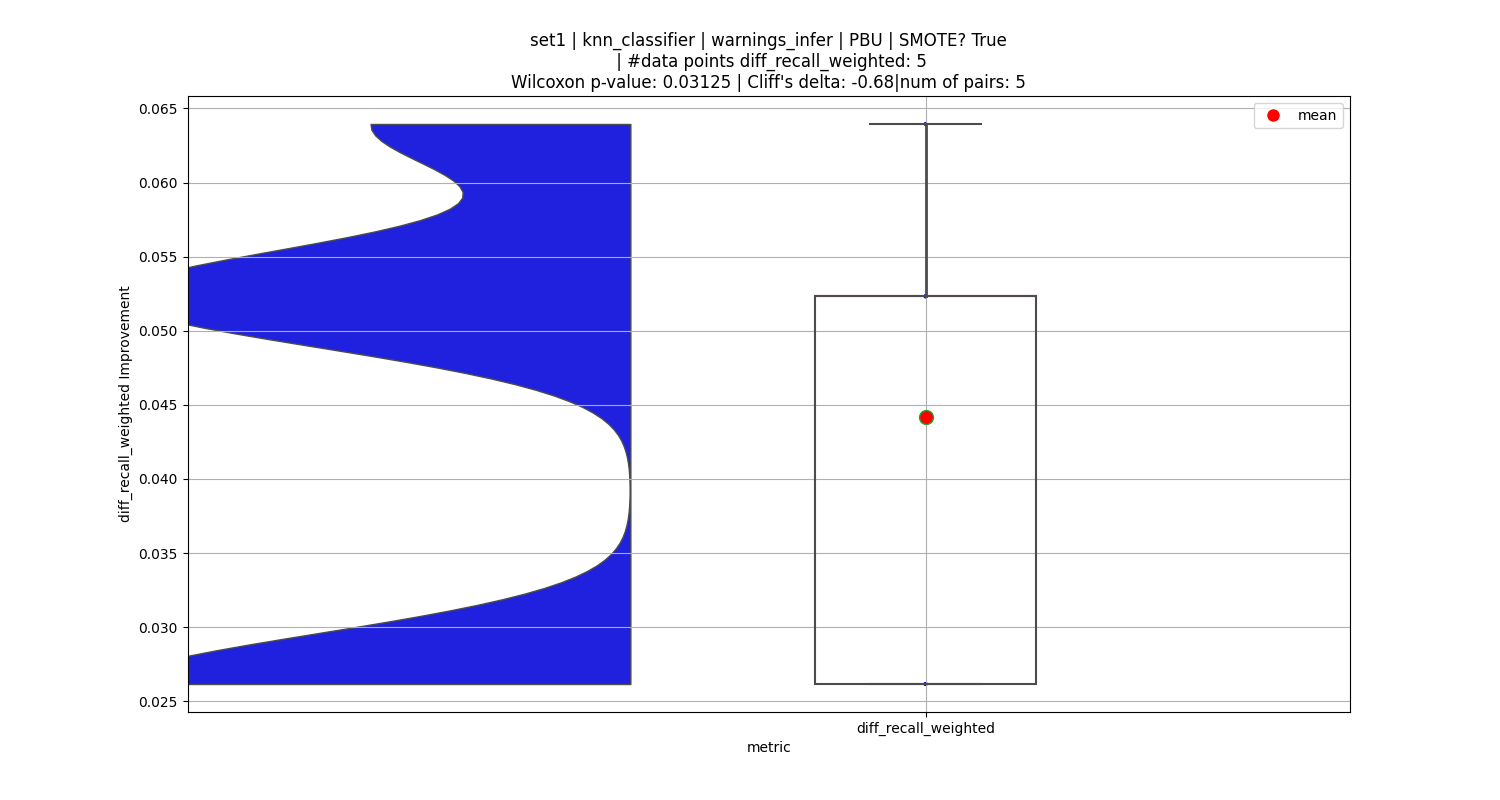 set1 | knn_classifier | warnings_infer | PBU | SMOTE? True
| #data points diff_recall_weighted: 5
Wilcoxon p-value: 0.03125 | Cliff's delta: -0.68|num of pairs: 5
mean
0.065
0.060
0.055
0.050
0.045
0.040
0.035
0.030
0.025
diff_recall_weighted Improvement
diff_recall_weighted
metric